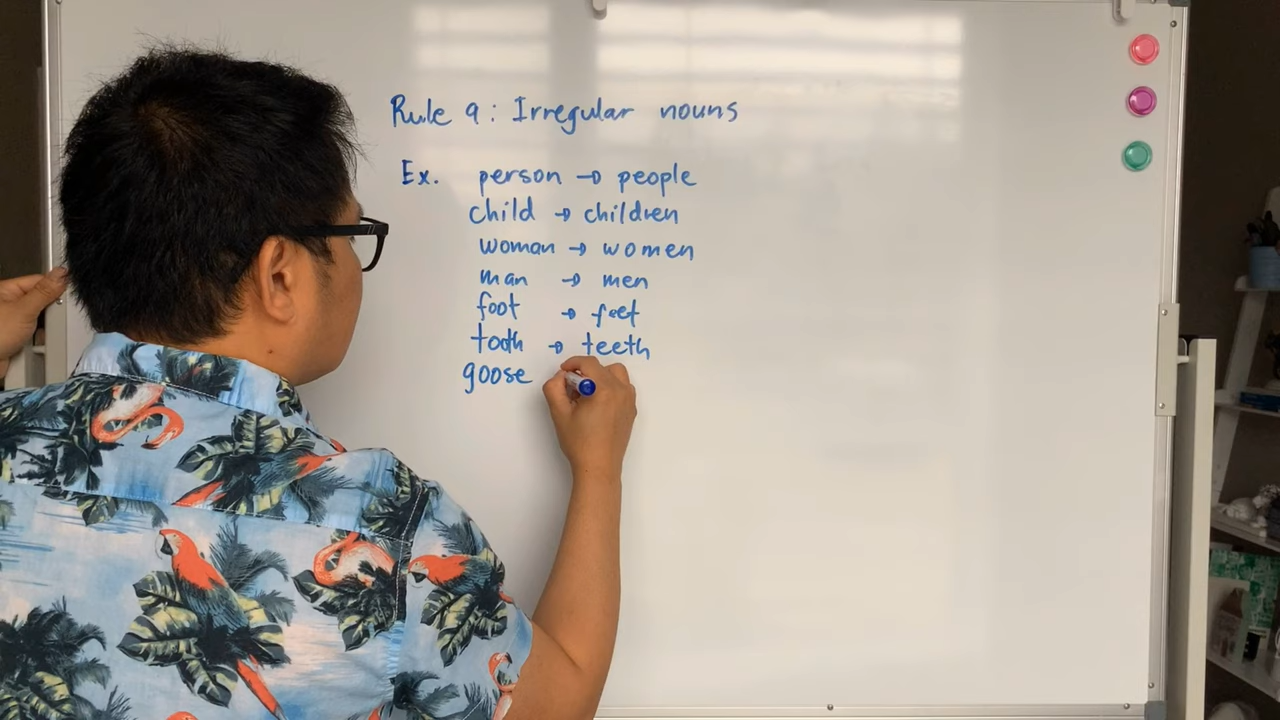 Rule 9: Irregular nouns
Ex. person → people
child → children
woman → women
man → men
foot → feet
tooth → teeth
goose